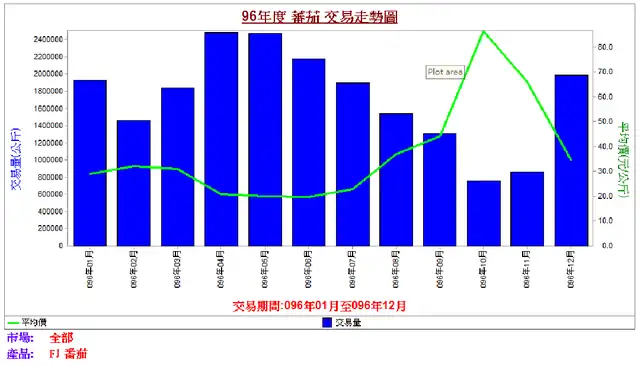 96年度 蕃茄 交易走勢圖
交易量(公斤)
2400000
2200000
2000000
1800000
1600000
1400000
1200000
1000000
800000
600000
400000
200000
0
80.0
70.0
60.0
50.0
40.0
30.0
20.0
10.0
0.0
平均價(元/公斤)
Plot area
096年01月
096年02月
096年03月
096年04月
096年05月
096年06月
096年07月
096年08月
096年09月
096年10月
096年11月
096年12月
交易期間:096年01月至096年12月
平均價
交易量
市場: 全部
產品: FJ 番茄